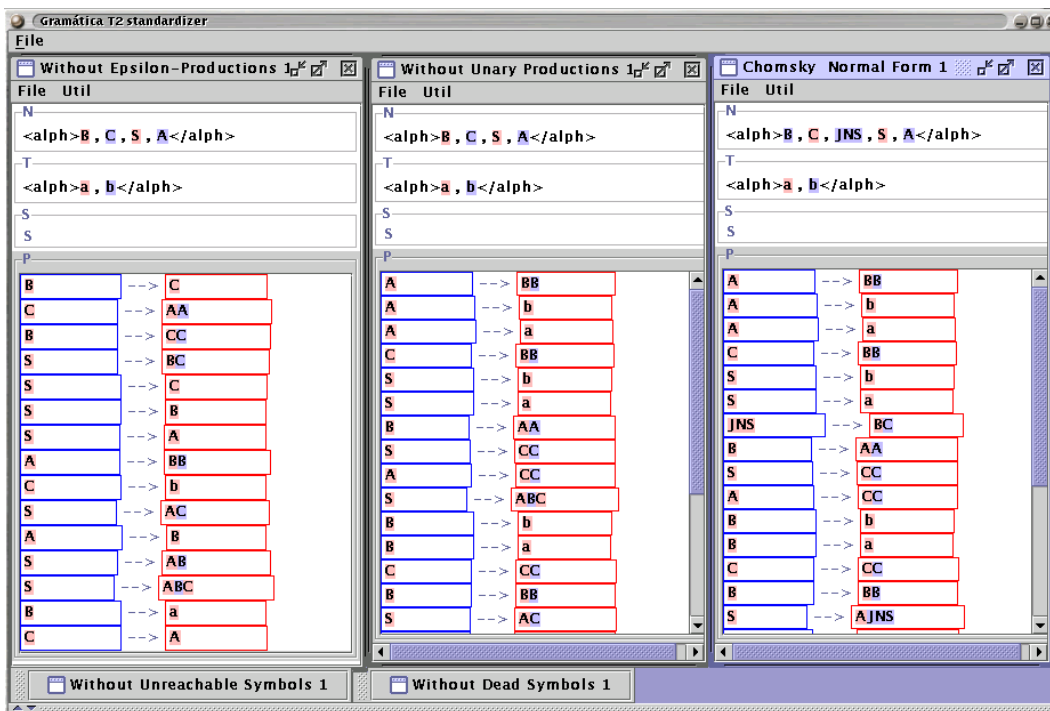 Gramática T2 standardizer
File
Without Epsilon-Productions 1
File Util
N
<alph>B , C , S , A</alph>
T
<alph>a , b</alph>
S
S
P
B --> C
C --> AA
B --> CC
S --> BC
S --> C
S --> B
S --> A
A --> BB
C --> b
S --> AC
A --> B
S --> AB
S --> ABC
B --> a
C --> A
Without Unary Productions 1
File Util
N
<alph>B , C , S , A</alph>
T
<alph>a , b</alph>
S
S
P
A --> BB
A --> b
A --> a
C --> BB
S --> b
S --> a
B --> AA
S --> CC
A --> CC
S --> ABC
B --> b
B --> a
C --> CC
B --> BB
S --> AC
Chomsky Normal Form 1
File Util
N
<alph>B , C , JNS , S , A</alph>
T
<alph>a , b</alph>
S
S
P
A --> BB
A --> b
A --> a
C --> BB
S --> b
S --> a
JNS --> BC
B --> AA
S --> CC
A --> CC
B --> b
B --> a
C --> CC
B --> BB
S --> AJNS
Without Unreachable Symbols 1
Without Dead Symbols 1